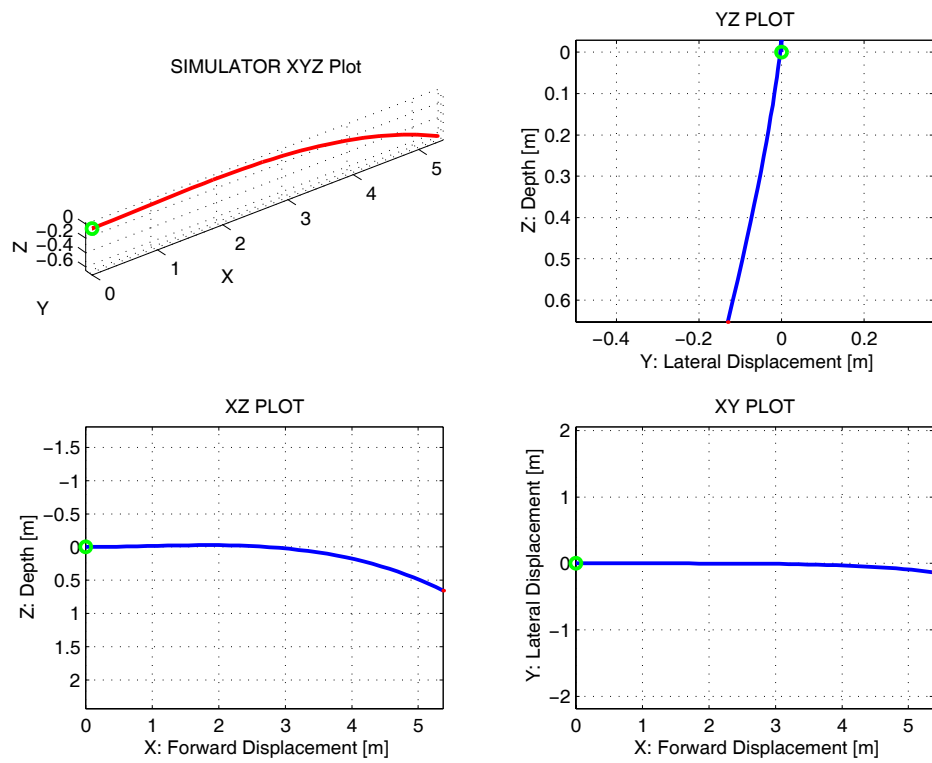 SIMULATOR XYZ Plot
0
−0.2
−0.4
−0.6
Z
Y
0
1
2
3
4
5
X
YZ PLOT
0
0.1
0.2
0.3
0.4
0.5
0.6
Z: Depth [m]
−0.4 −0.2 0 0.2
Y: Lateral Displacement [m]
XZ PLOT
−1.5
−1
−0.5
0
0.5
1
1.5
2
Z: Depth [m]
0 1 2 3 4 5
X: Forward Displacement [m]
XY PLOT
2
1
0
−1
−2
Y: Lateral Displacement [m]
0 1 2 3 4 5
X: Forward Displacement [m]